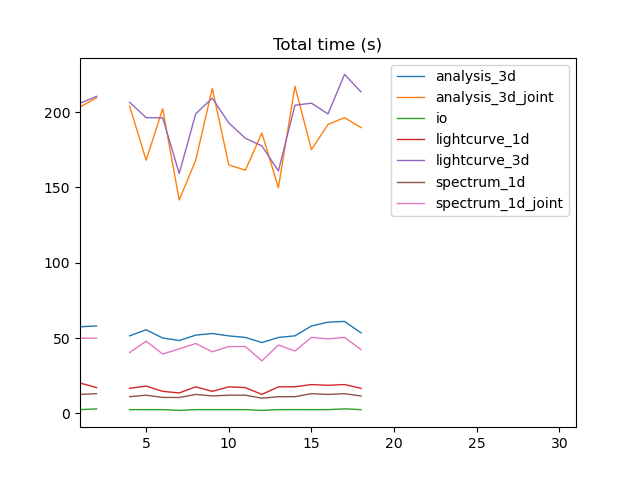 Total time (s)
analysis_3d
analysis_3d_joint
io
lightcurve_1d
lightcurve_3d
spectrum_1d
spectrum_1d_joint
200
150
100
50
0
5 10 15 20 25 30